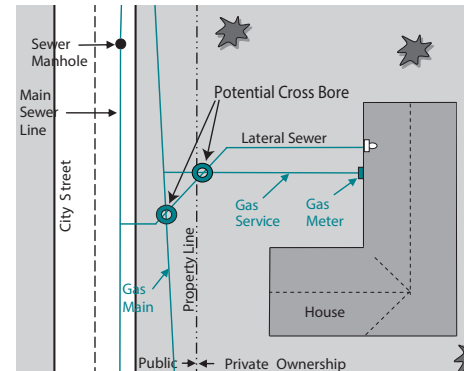 Sewer
Manhole
Main
Sewer
Line
City Street
Potential Cross Bore
Lateral Sewer
Gas
Service
Gas
Meter
Property Line
Gas
Main
House
Public
Private Ownership